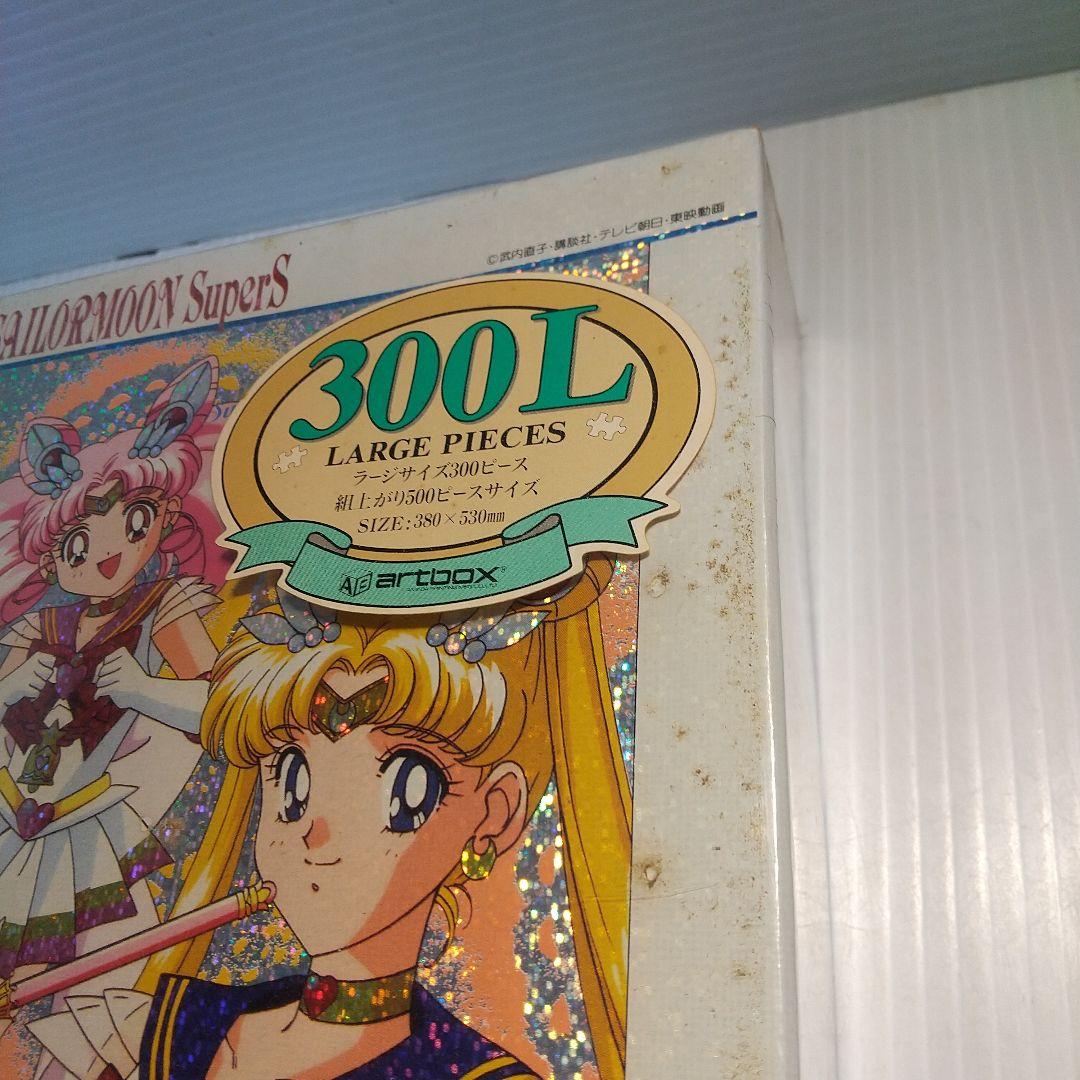 ©武内直子・講談社・テレビ朝日・東映動画
SAILORMOON SuperS
300L
LARGE PIECES
ラージサイズ300ピース
組上がり500ピースサイズ
SIZE:380×530㎜
artbox®